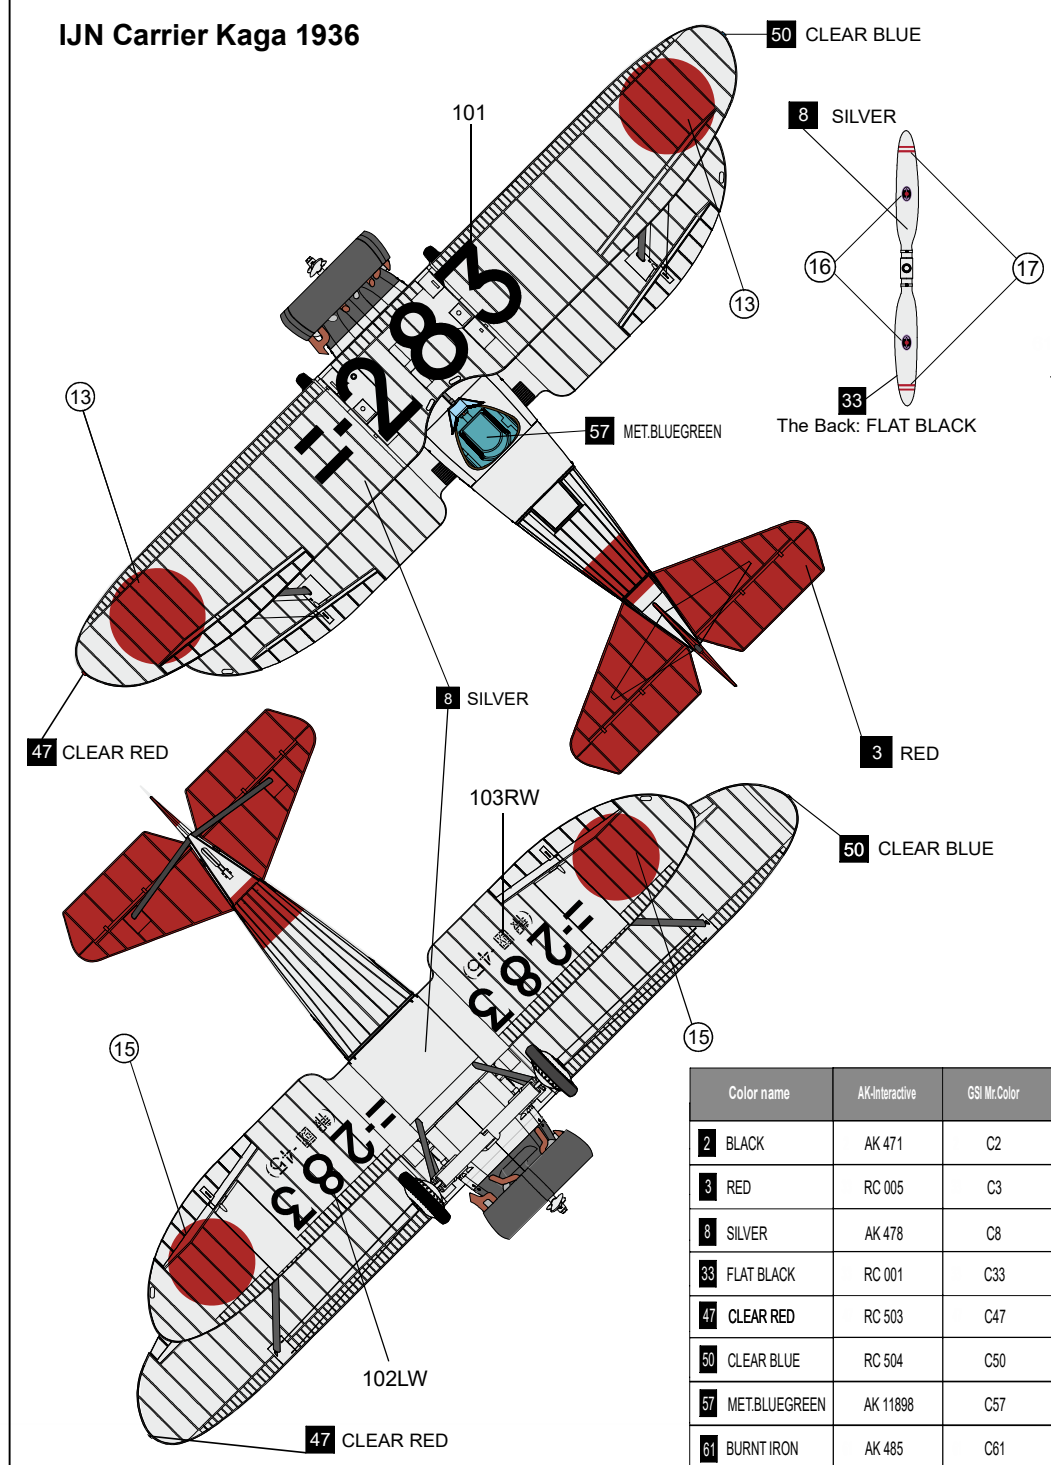 IJN Carrier Kaga 1936
50 CLEAR BLUE
101
8 SILVER
16
17
13
13
33
The Back: FLAT BLACK
57 MET.BLUEGREEN
283
8 SILVER
47 CLEAR RED
3 RED
103RW
50 CLEAR BLUE
283
15
15
283
102LW
47 CLEAR RED
Color name AK-Interactive GSI Mr.Color
2 BLACK AK 471 C2
3 RED RC 005 C3
8 SILVER AK 478 C8
33 FLAT BLACK RC 001 C33
47 CLEAR RED RC 503 C47
50 CLEAR BLUE RC 504 C50
57 MET.BLUEGREEN AK 11898 C57
61 BURNT IRON AK 485 C61